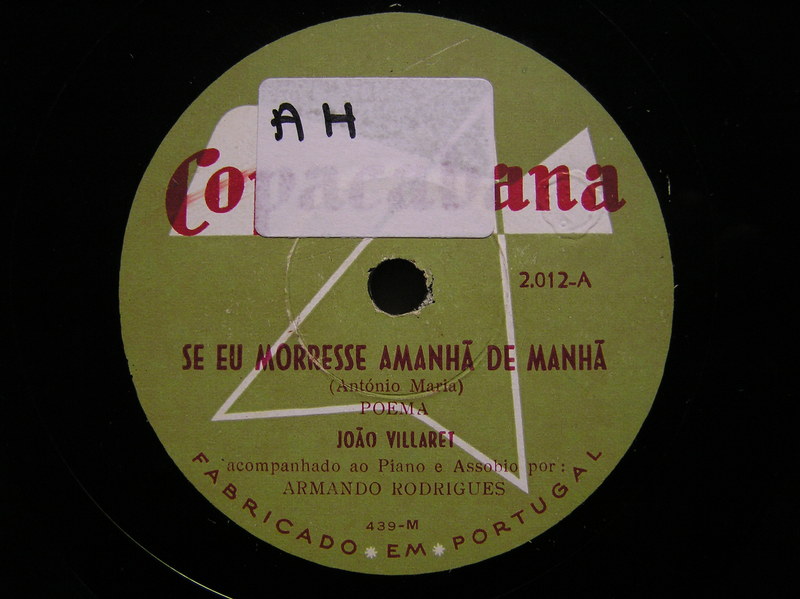 A H
Copacabana
2.012-A
SE EU MORRESSE AMANHÃ DE MANHÃ
(António Maria)
POEMA
JOÃO VILLARET
acompanhado ao Piano e Assobio por:
ARMANDO RODRIGUES
439-M
FABRICADO * EM * PORTUGAL